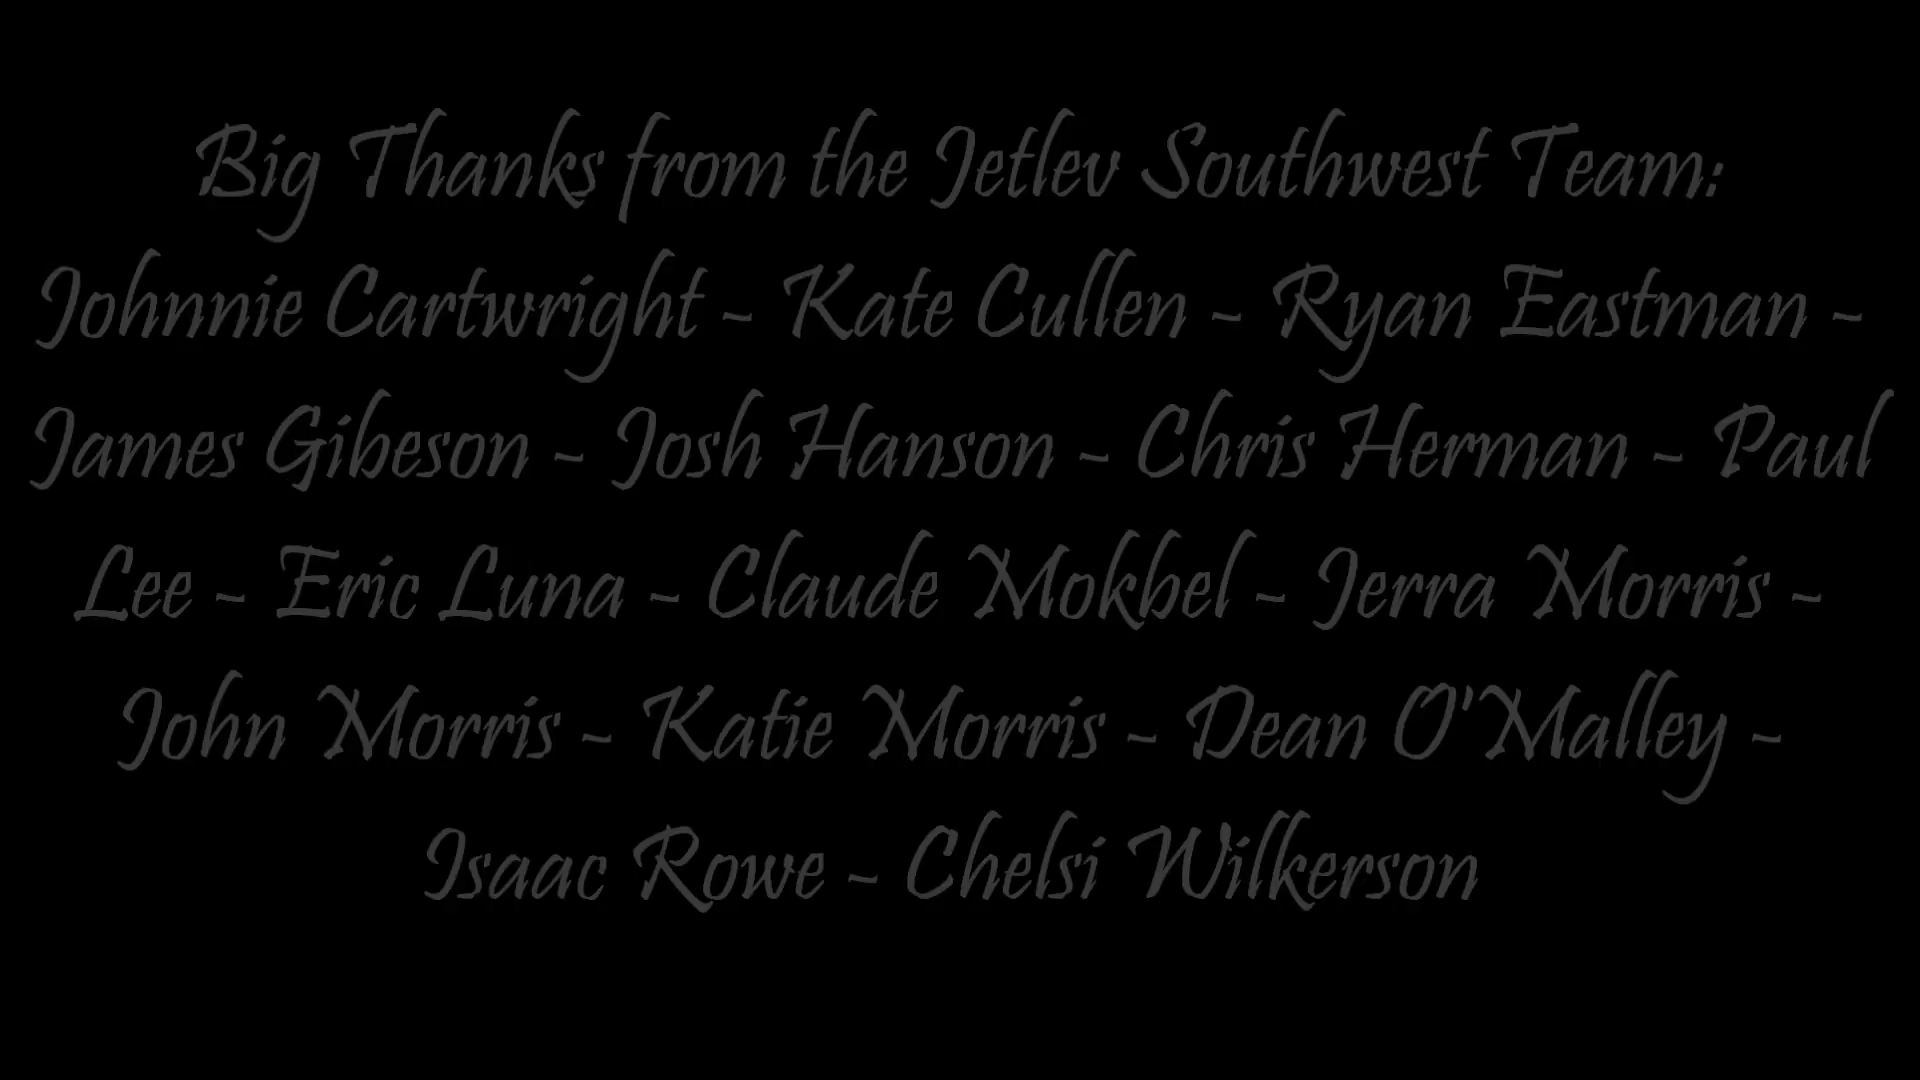 Big Thanks from the Jetlev Southwest Team:
Johnnie Cartwright - Kate Cullen - Ryan Eastman -
James Gibeson - Josh Hanson - Chris Herman - Paul
Lee - Eric Luna - Claude Mokbel - Jerra Morris -
John Morris - Katie Morris - Dean O'Malley -
Isaac Rowe - Chelsi Wilkerson